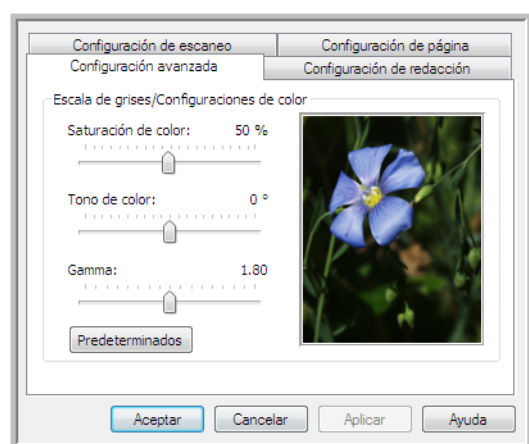 Configuración de escaneo
Configuración de página
Configuración avanzada
Configuración de redacción
Escala de grises/Configuraciones de color
Saturación de color: 50 %
Tono de color: 0 °
Gamma: 1.80
Predeterminados
Aceptar
Cancelar
Aplicar
Ayuda